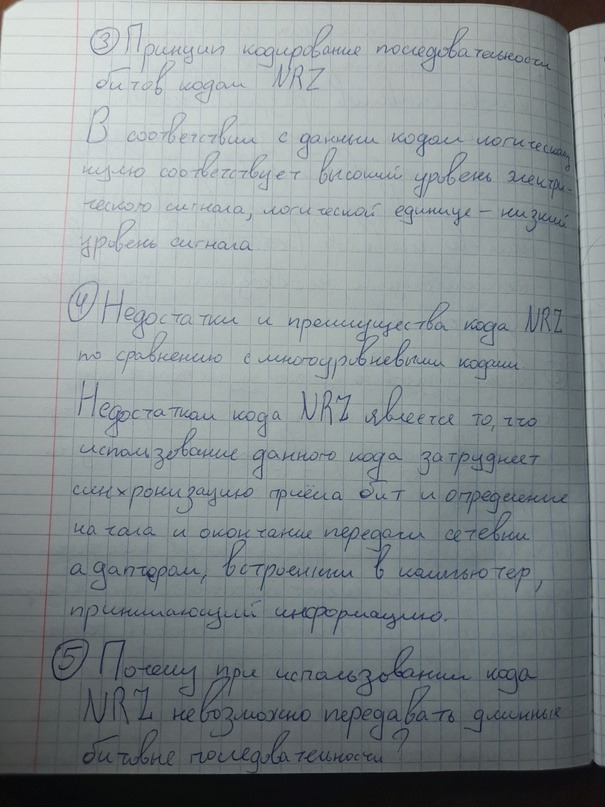 ③ Принцип кодирование последовательности
битов кодом NRZ
В соответствии с данным кодом логическому
нулю соответствует высокий уровень электри-
ческого сигнала, логической единице – низкий
уровень сигнала
④ Недостатки и преимущества кода NRZ
по сравнению с многоуровневыми кодами
Недостатком кода NRZ является то, что
использование данного кода затрудняет
синхронизацию приёма бит и определение
начала и окончание передачи сетевым
адаптером, встроенным в компьютер,
принимающий информацию.
⑤ Почему при использовании кода
NRZ невозможно передавать длинные
битовые последовательности?